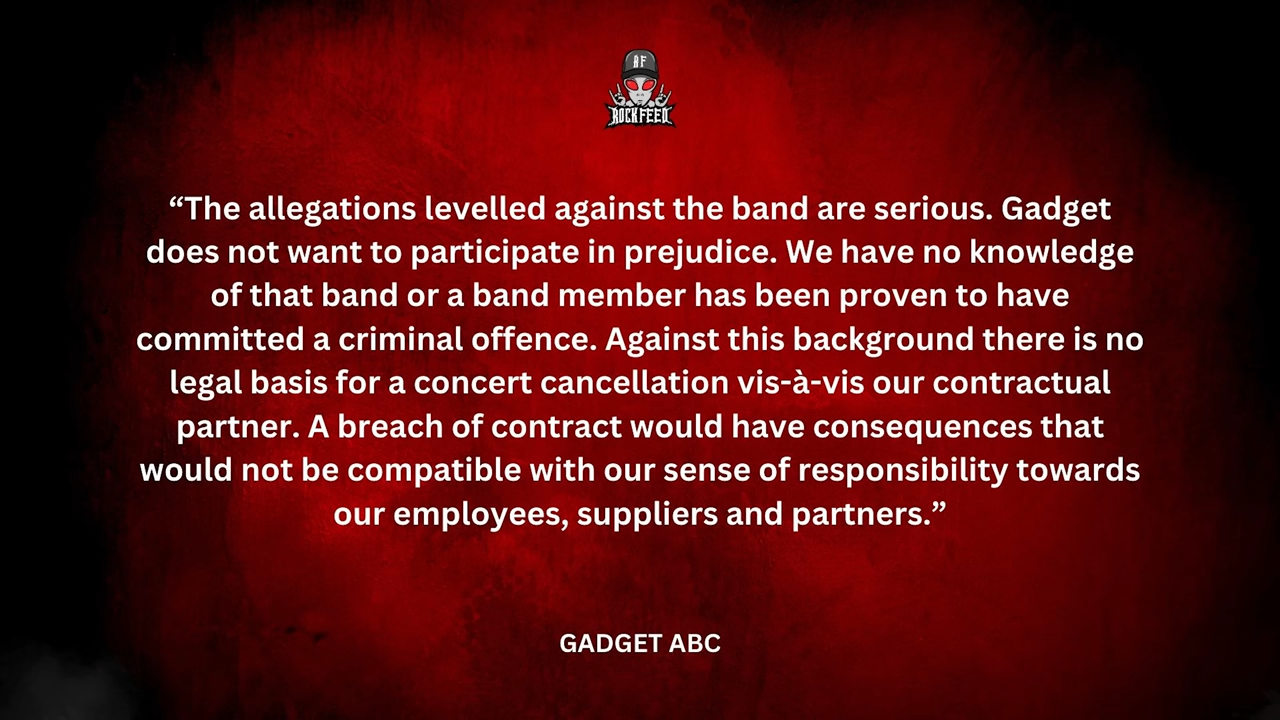 RF
ROCKFEED
“The allegations levelled against the band are serious. Gadget
does not want to participate in prejudice. We have no knowledge
of that band or a band member has been proven to have
committed a criminal offence. Against this background there is no
legal basis for a concert cancellation vis-à-vis our contractual
partner. A breach of contract would have consequences that
would not be compatible with our sense of responsibility towards
our employees, suppliers and partners.”
GADGET ABC